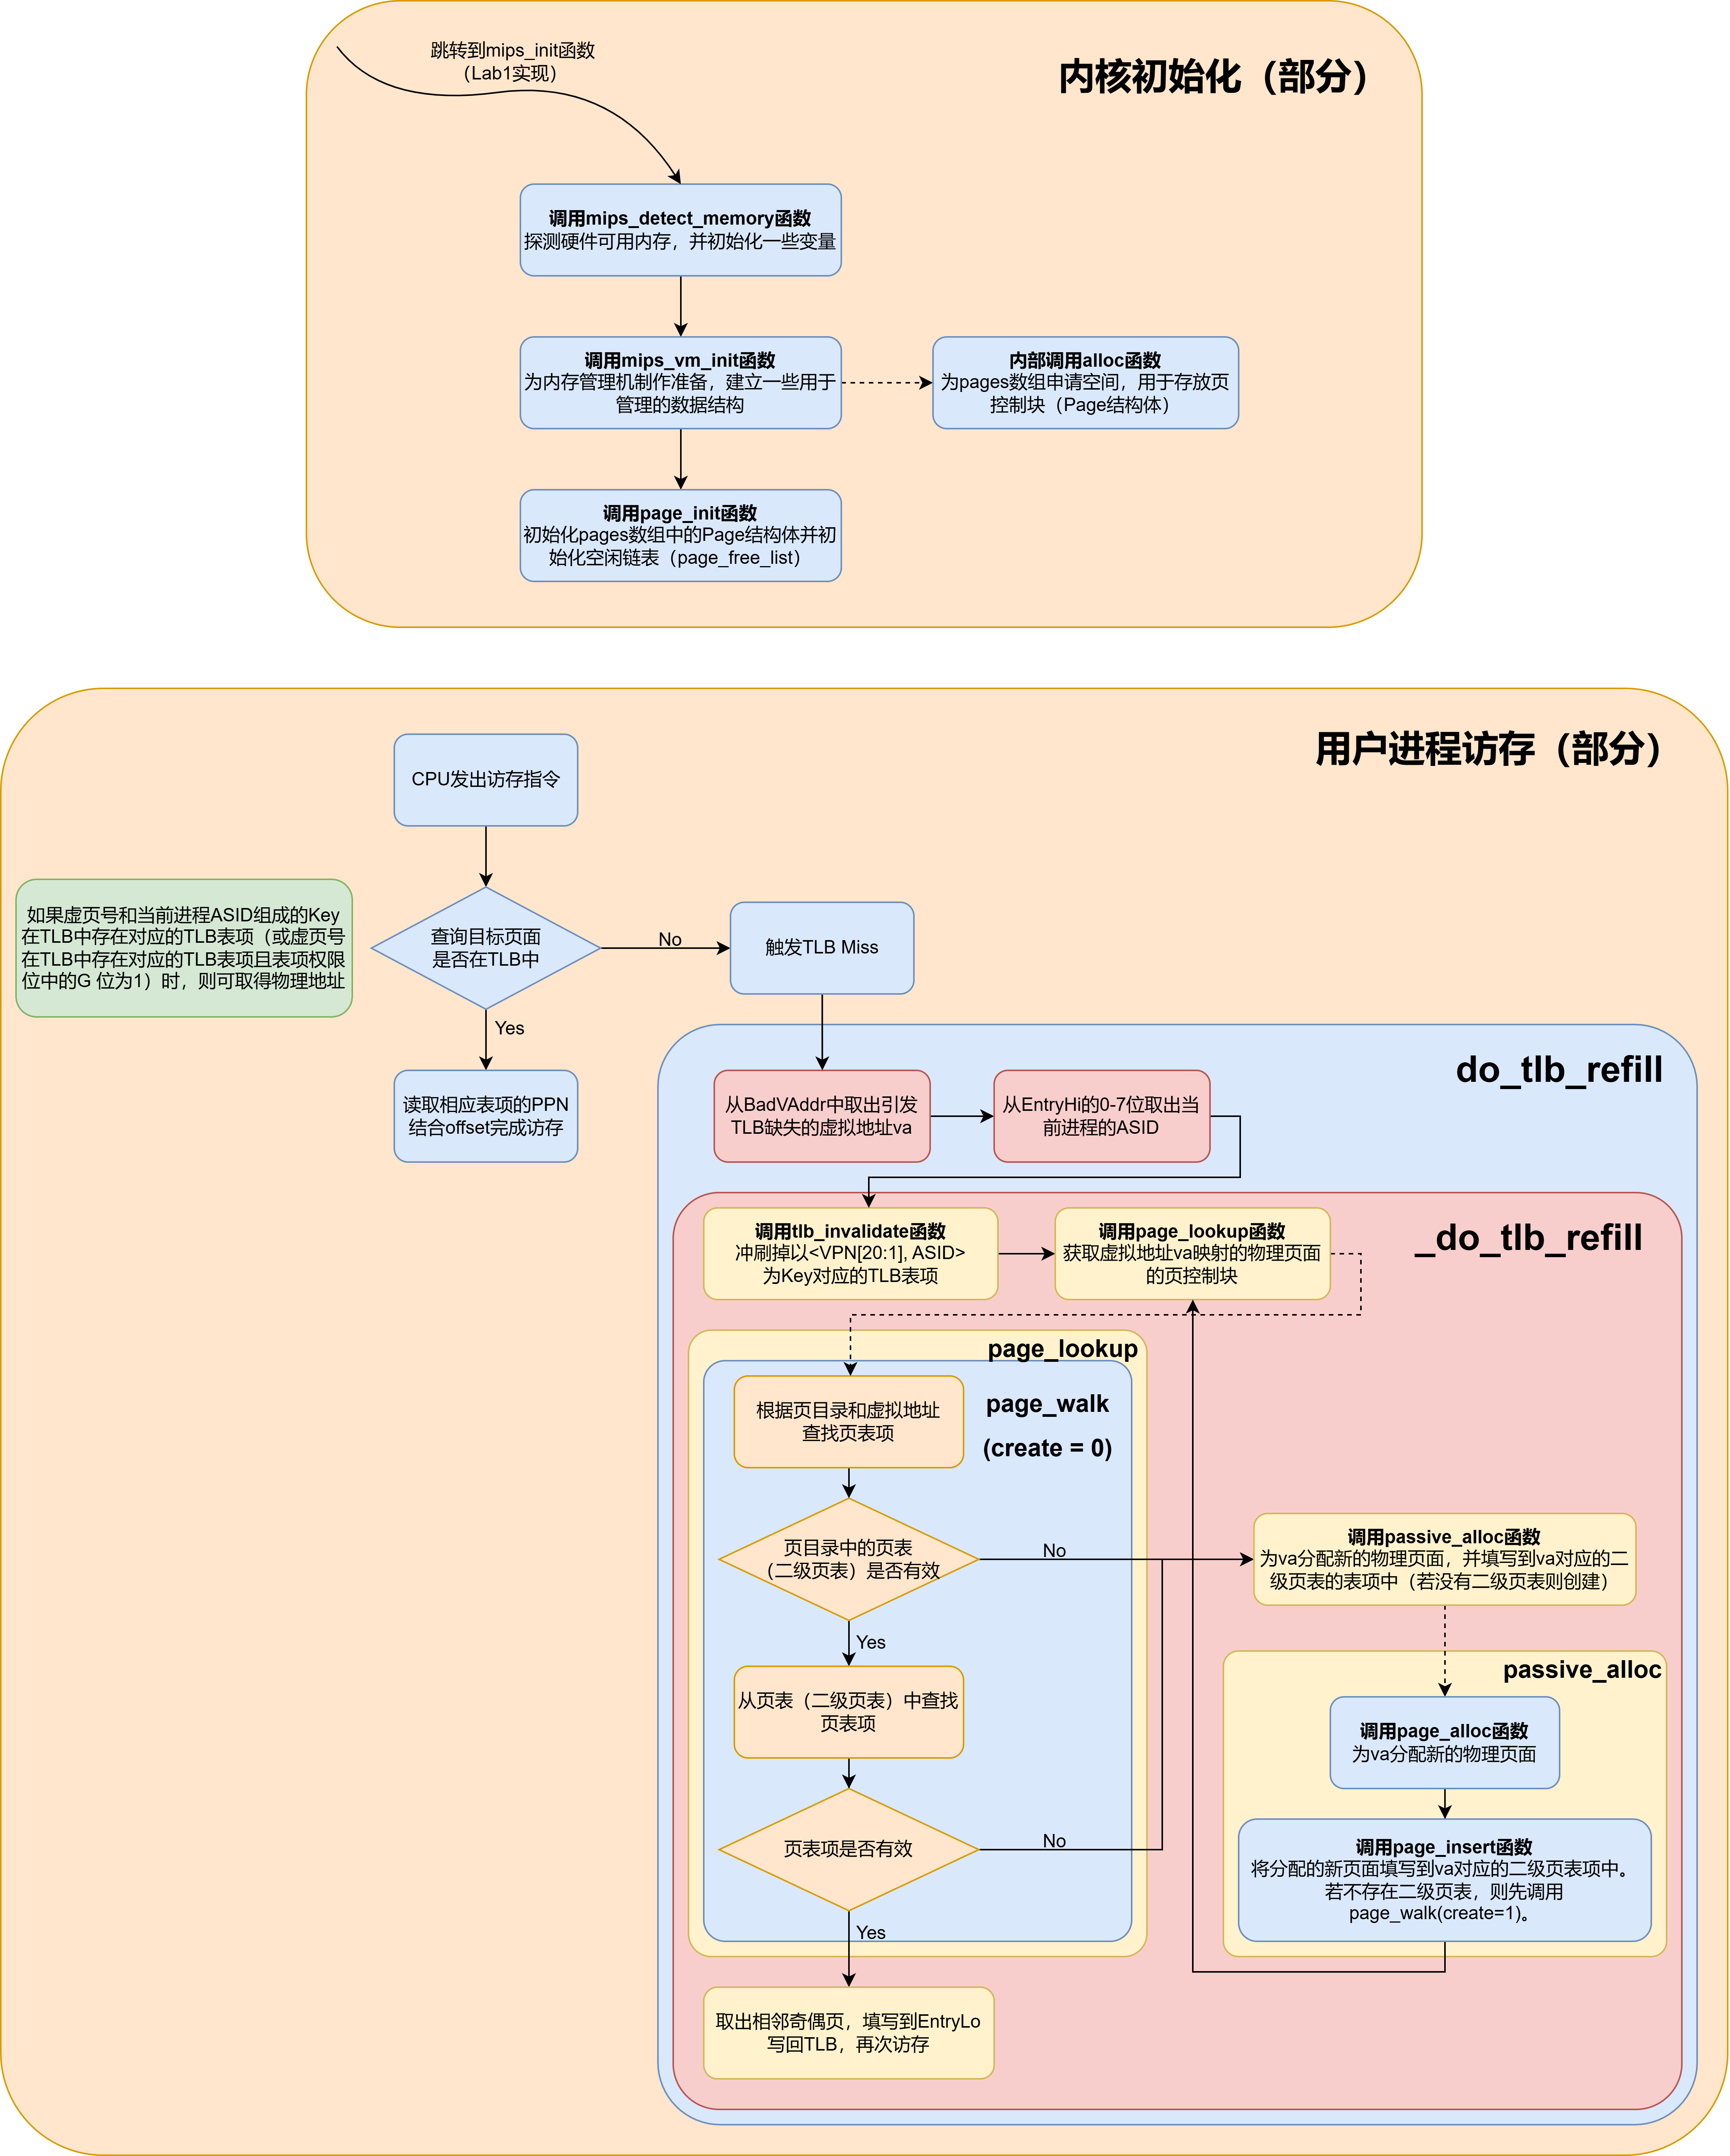 跳转到mips_init函数
（Lab1实现）
内核初始化（部分）
调用mips_detect_memory函数
探测硬件可用内存，并初始化一些变量
调用mips_vm_init函数
为内存管理机制作准备，建立一些用于
管理的数据结构
内部调用alloc函数
为pages数组申请空间，用于存放页
控制块（Page结构体）
调用page_init函数
初始化pages数组中的Page结构体并初
始化空闲链表（page_free_list）
用户进程访存（部分）
CPU发出访存指令
如果虚页号和当前进程ASID组成的Key
在TLB中存在对应的TLB表项（或虚页号
在TLB中存在对应的TLB表项且表项权限
位中的G 位为1）时，则可取得物理地址
查询目标页面
是否在TLB中
No
触发TLB Miss
Yes
读取相应表项的PPN
结合offset完成访存
do_tlb_refill
从BadVAddr中取出引发
TLB缺失的虚拟地址va
从EntryHi的0-7位取出当
前进程的ASID
_do_tlb_refill
调用tlb_invalidate函数
冲刷掉以<VPN[20:1], ASID>
为Key对应的TLB表项
调用page_lookup函数
获取虚拟地址va映射的物理页面
的页控制块
page_lookup
page_walk
(create = 0)
根据页目录和虚拟地址
查找页表项
页目录中的页表
（二级页表）是否有效
No
调用passive_alloc函数
为va分配新的物理页面，并填写到va对应的二
级页表的表项中（若没有二级页表则创建）
Yes
从页表（二级页表）中查找
页表项
passive_alloc
调用page_alloc函数
为va分配新的物理页面
页表项是否有效
No
调用page_insert函数
将分配的新页面填写到va对应的二级页表项中。
若不存在二级页表，则先调用
page_walk(create=1)。
Yes
取出相邻奇偶页，填写到EntryLo
写回TLB，再次访存